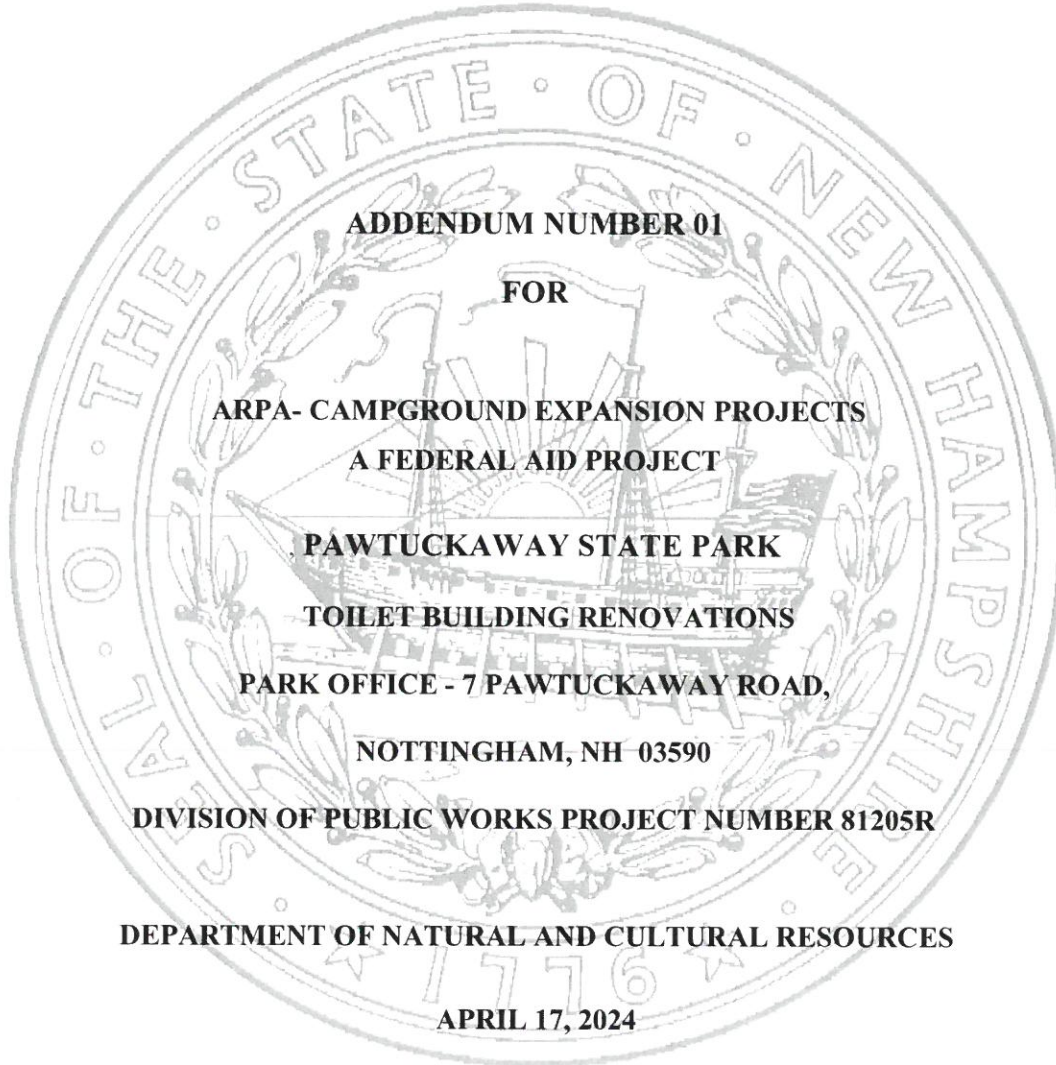 SEAL · OF · THE · STATE · OF · NEW HAMPSHIRE
ADDENDUM NUMBER 01
FOR
ARPA- CAMPGROUND EXPANSION PROJECTS
A FEDERAL AID PROJECT
PAWTUCKAWAY STATE PARK
TOILET BUILDING RENOVATIONS
PARK OFFICE - 7 PAWTUCKAWAY ROAD,
NOTTINGHAM, NH 03590
DIVISION OF PUBLIC WORKS PROJECT NUMBER 81205R
DEPARTMENT OF NATURAL AND CULTURAL RESOURCES
1776
APRIL 17, 2024